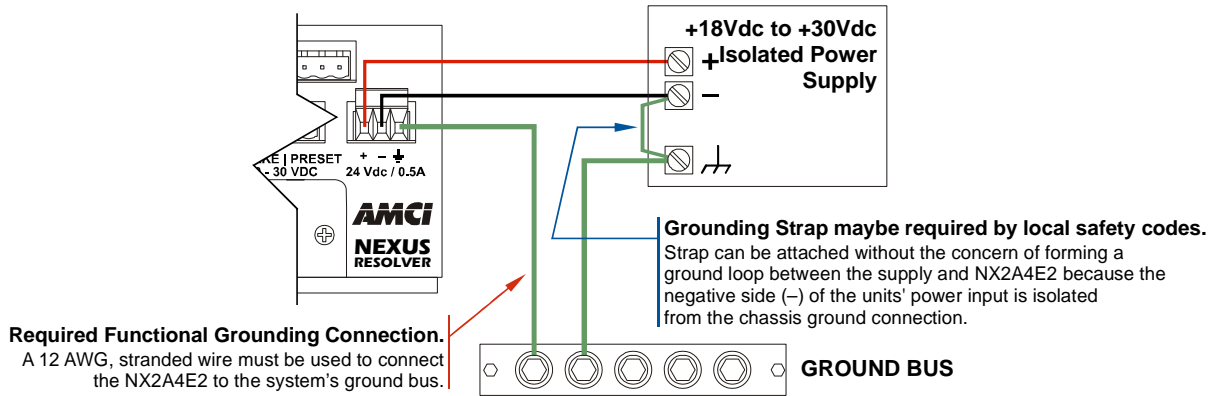 +18Vdc to +30Vdc
+ Isolated Power
Supply
–
KE | PRESET
- 30 VDC
+ –
24 Vdc / 0.5A
AMCI
NEXUS
RESOLVER
Grounding Strap maybe required by local safety codes.
Strap can be attached without the concern of forming a
ground loop between the supply and NX2A4E2 because the
negative side (–) of the units' power input is isolated
from the chassis ground connection.
Required Functional Grounding Connection.
A 12 AWG, stranded wire must be used to connect
the NX2A4E2 to the system's ground bus.
GROUND BUS